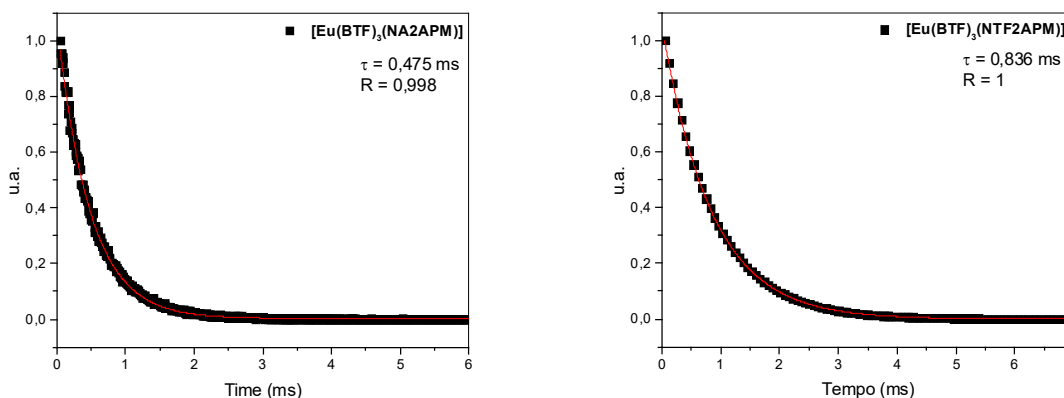 [Eu(BTF)₃(NA2APM)]
τ = 0,475 ms
R = 0,998
1,0
0,8
0,6
0,4
0,2
0,0
u.a.
0 1 2 3 4 5 6
Time (ms)
[Eu(BTF)₃(NTF2APM)]
τ = 0,836 ms
R = 1
1,0
0,8
0,6
0,4
0,2
0,0
u.a.
0 1 2 3 4 5 6
Tempo (ms)